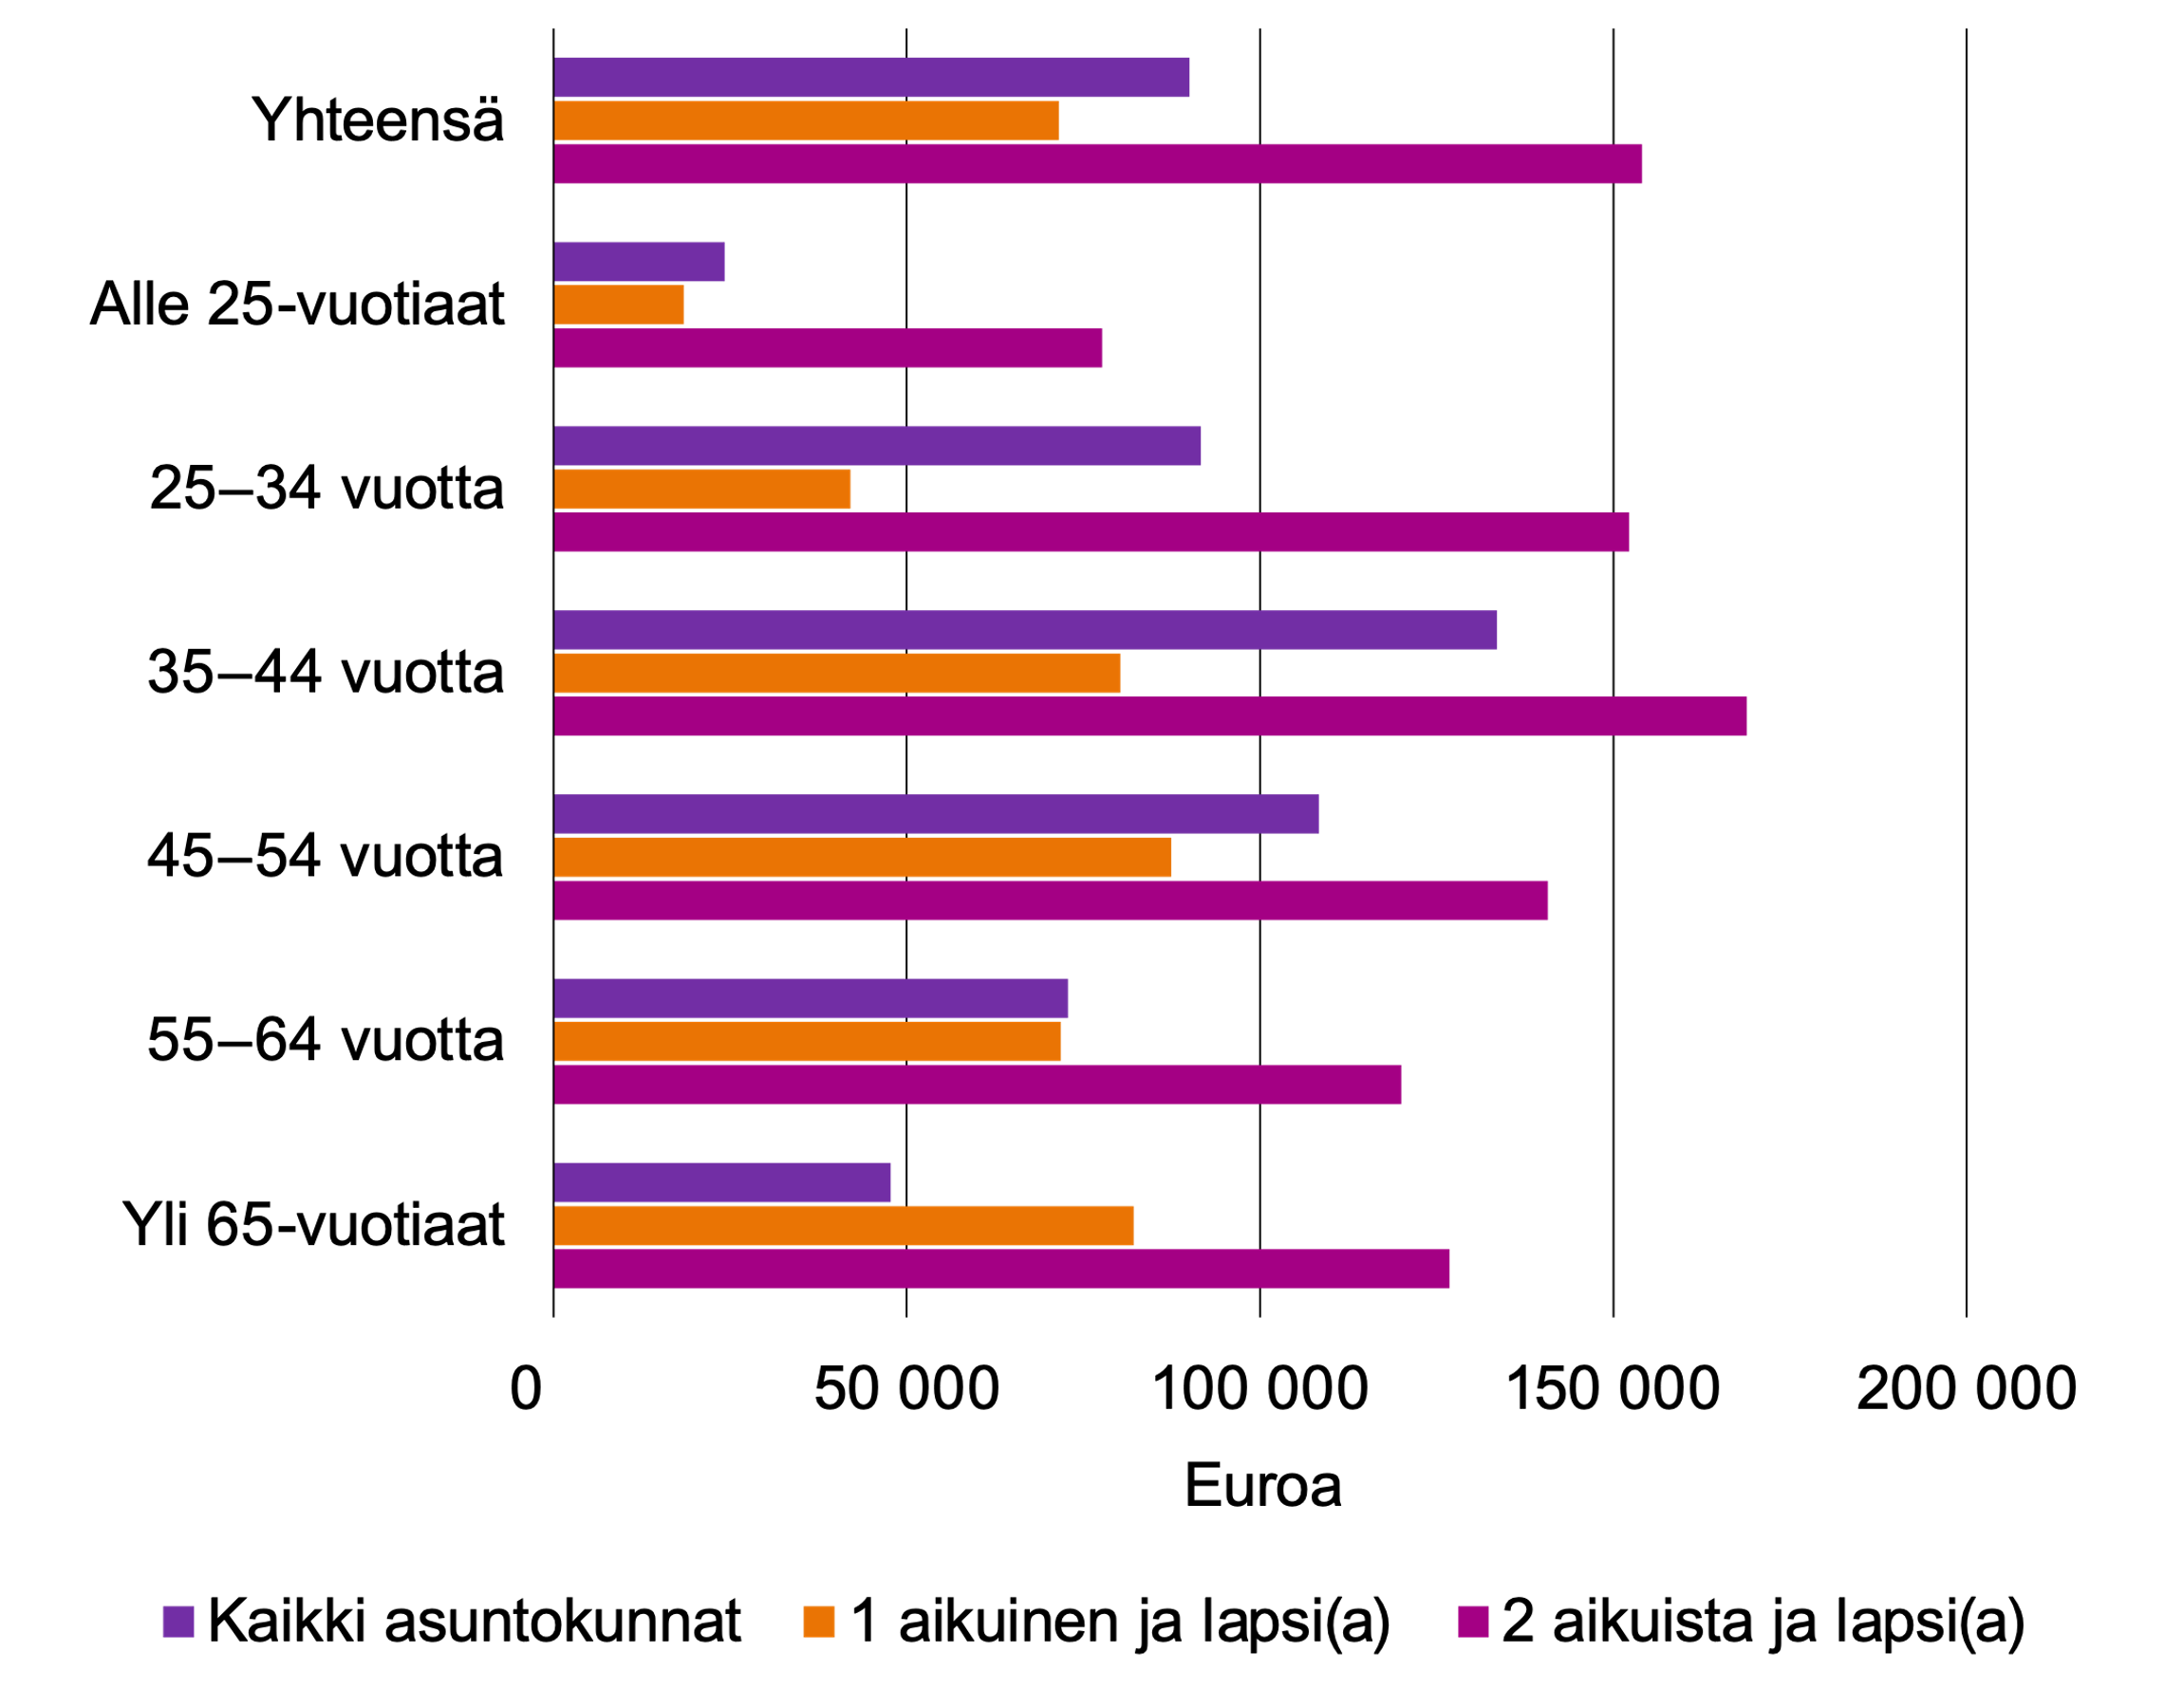 Yhteensä
Alle 25-vuotiaat
25–34 vuotta
35–44 vuotta
45–54 vuotta
55–64 vuotta
Yli 65-vuotiaat
0 50 000 100 000 150 000 200 000
Euroa
Kaikki asuntokunnat 1 aikuinen ja lapsi(a) 2 aikuista ja lapsi(a)